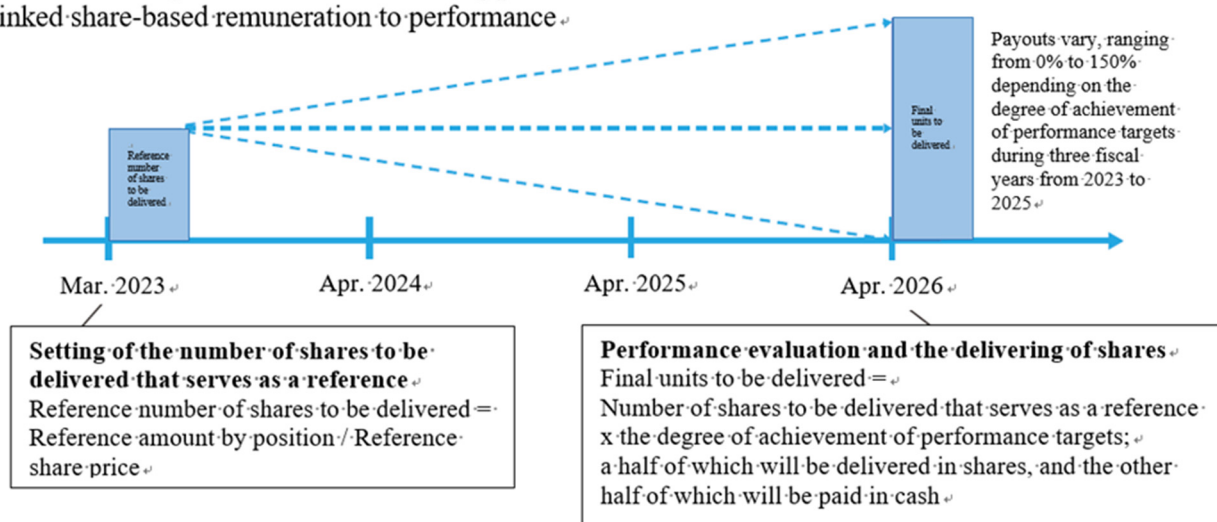 inked share-based remuneration to performance
Payouts vary, ranging
from 0% to 150%
depending on the
degree of achievement
of performance targets
during three fiscal
years from 2023 to
2025
Final
units to
be
delivered
Reference
number
of shares
to be
delivered
Mar. 2023
Apr. 2024
Apr. 2025
Apr. 2026
Setting of the number of shares to be
delivered that serves as a reference
Reference number of shares to be delivered =
Reference amount by position / Reference
share price
Performance evaluation and the delivering of shares
Final units to be delivered =
Number of shares to be delivered that serves as a reference
x the degree of achievement of performance targets;
a half of which will be delivered in shares, and the other
half of which will be paid in cash